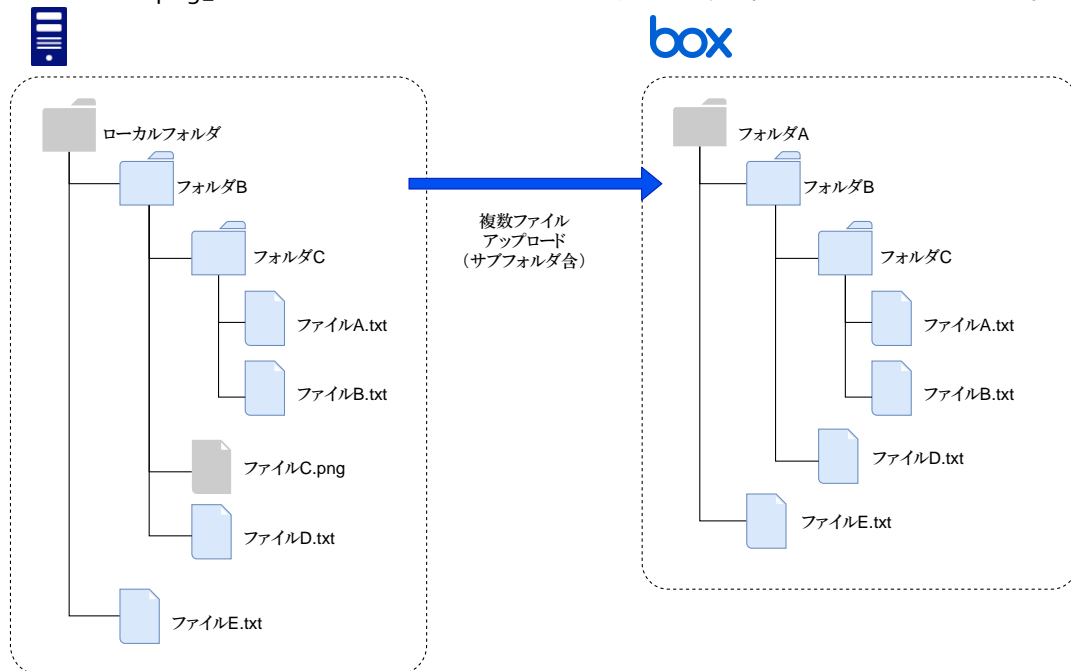 box
ローカルフォルダ
フォルダB
フォルダC
ファイルA.txt
ファイルB.txt
ファイルC.png
ファイルD.txt
ファイルE.txt
複数ファイル
アップロード
（サブフォルダ含）
フォルダA
フォルダB
フォルダC
ファイルA.txt
ファイルB.txt
ファイルD.txt
ファイルE.txt